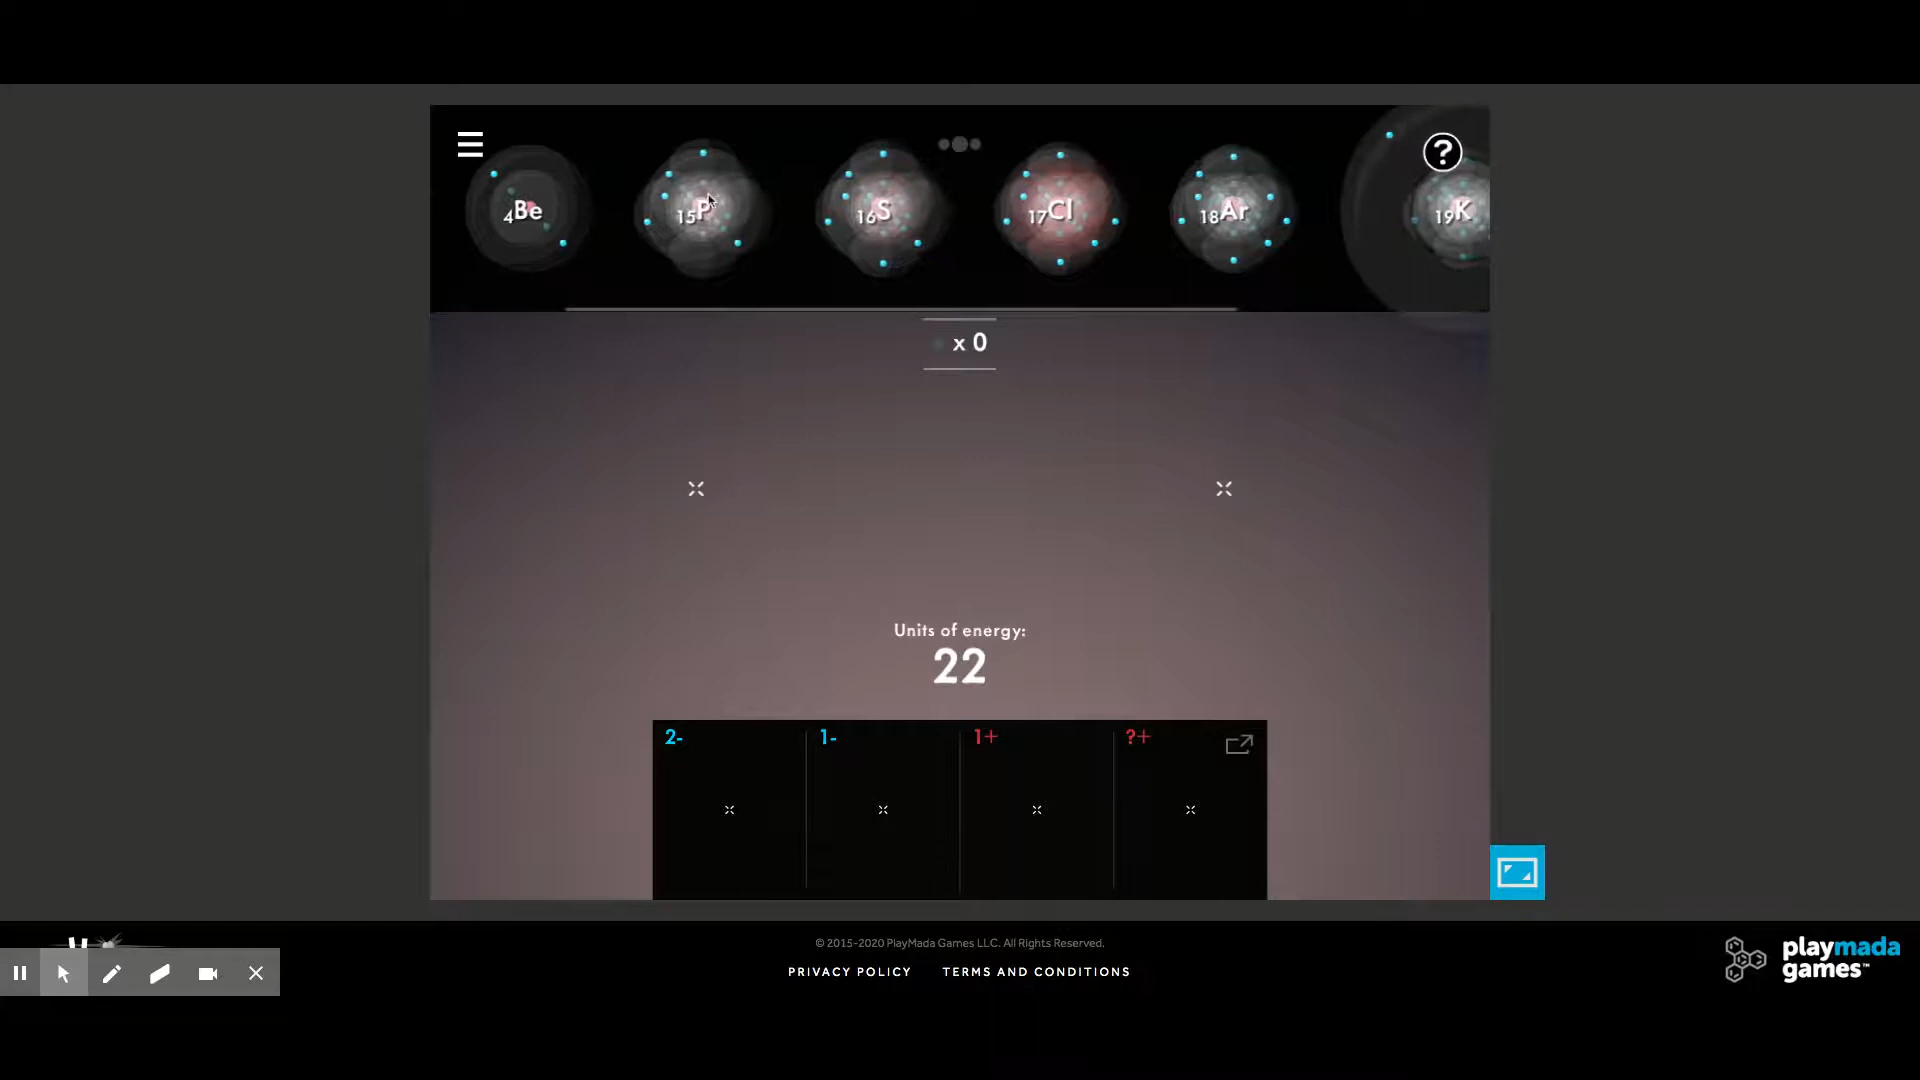 4Be 15P 16S 17Cl 18Ar 19K
?
x 0
Units of energy:
22
2- 1- 1+ ?+
© 2015-2020 PlayMada Games LLC. All Rights Reserved.
PRIVACY POLICY TERMS AND CONDITIONS
playmada
games™